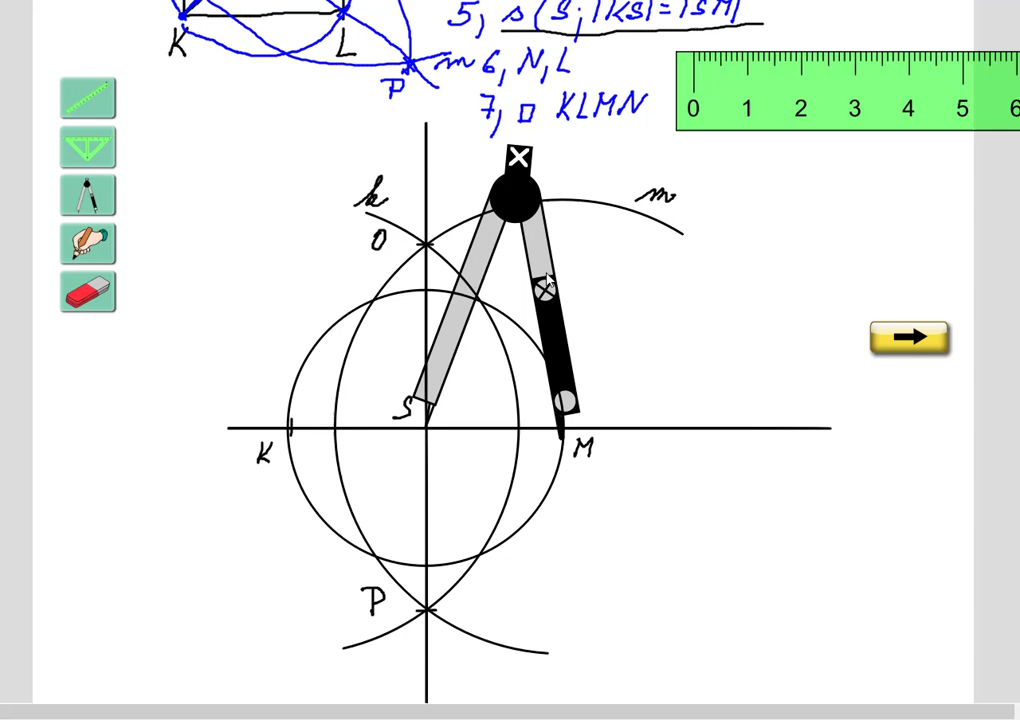 5, s(S; |KS|=|SM|
K L
P m 6, N, L
7, □ KLMN
0 1 2 3 4 5 6
k m
O
S
K M
P